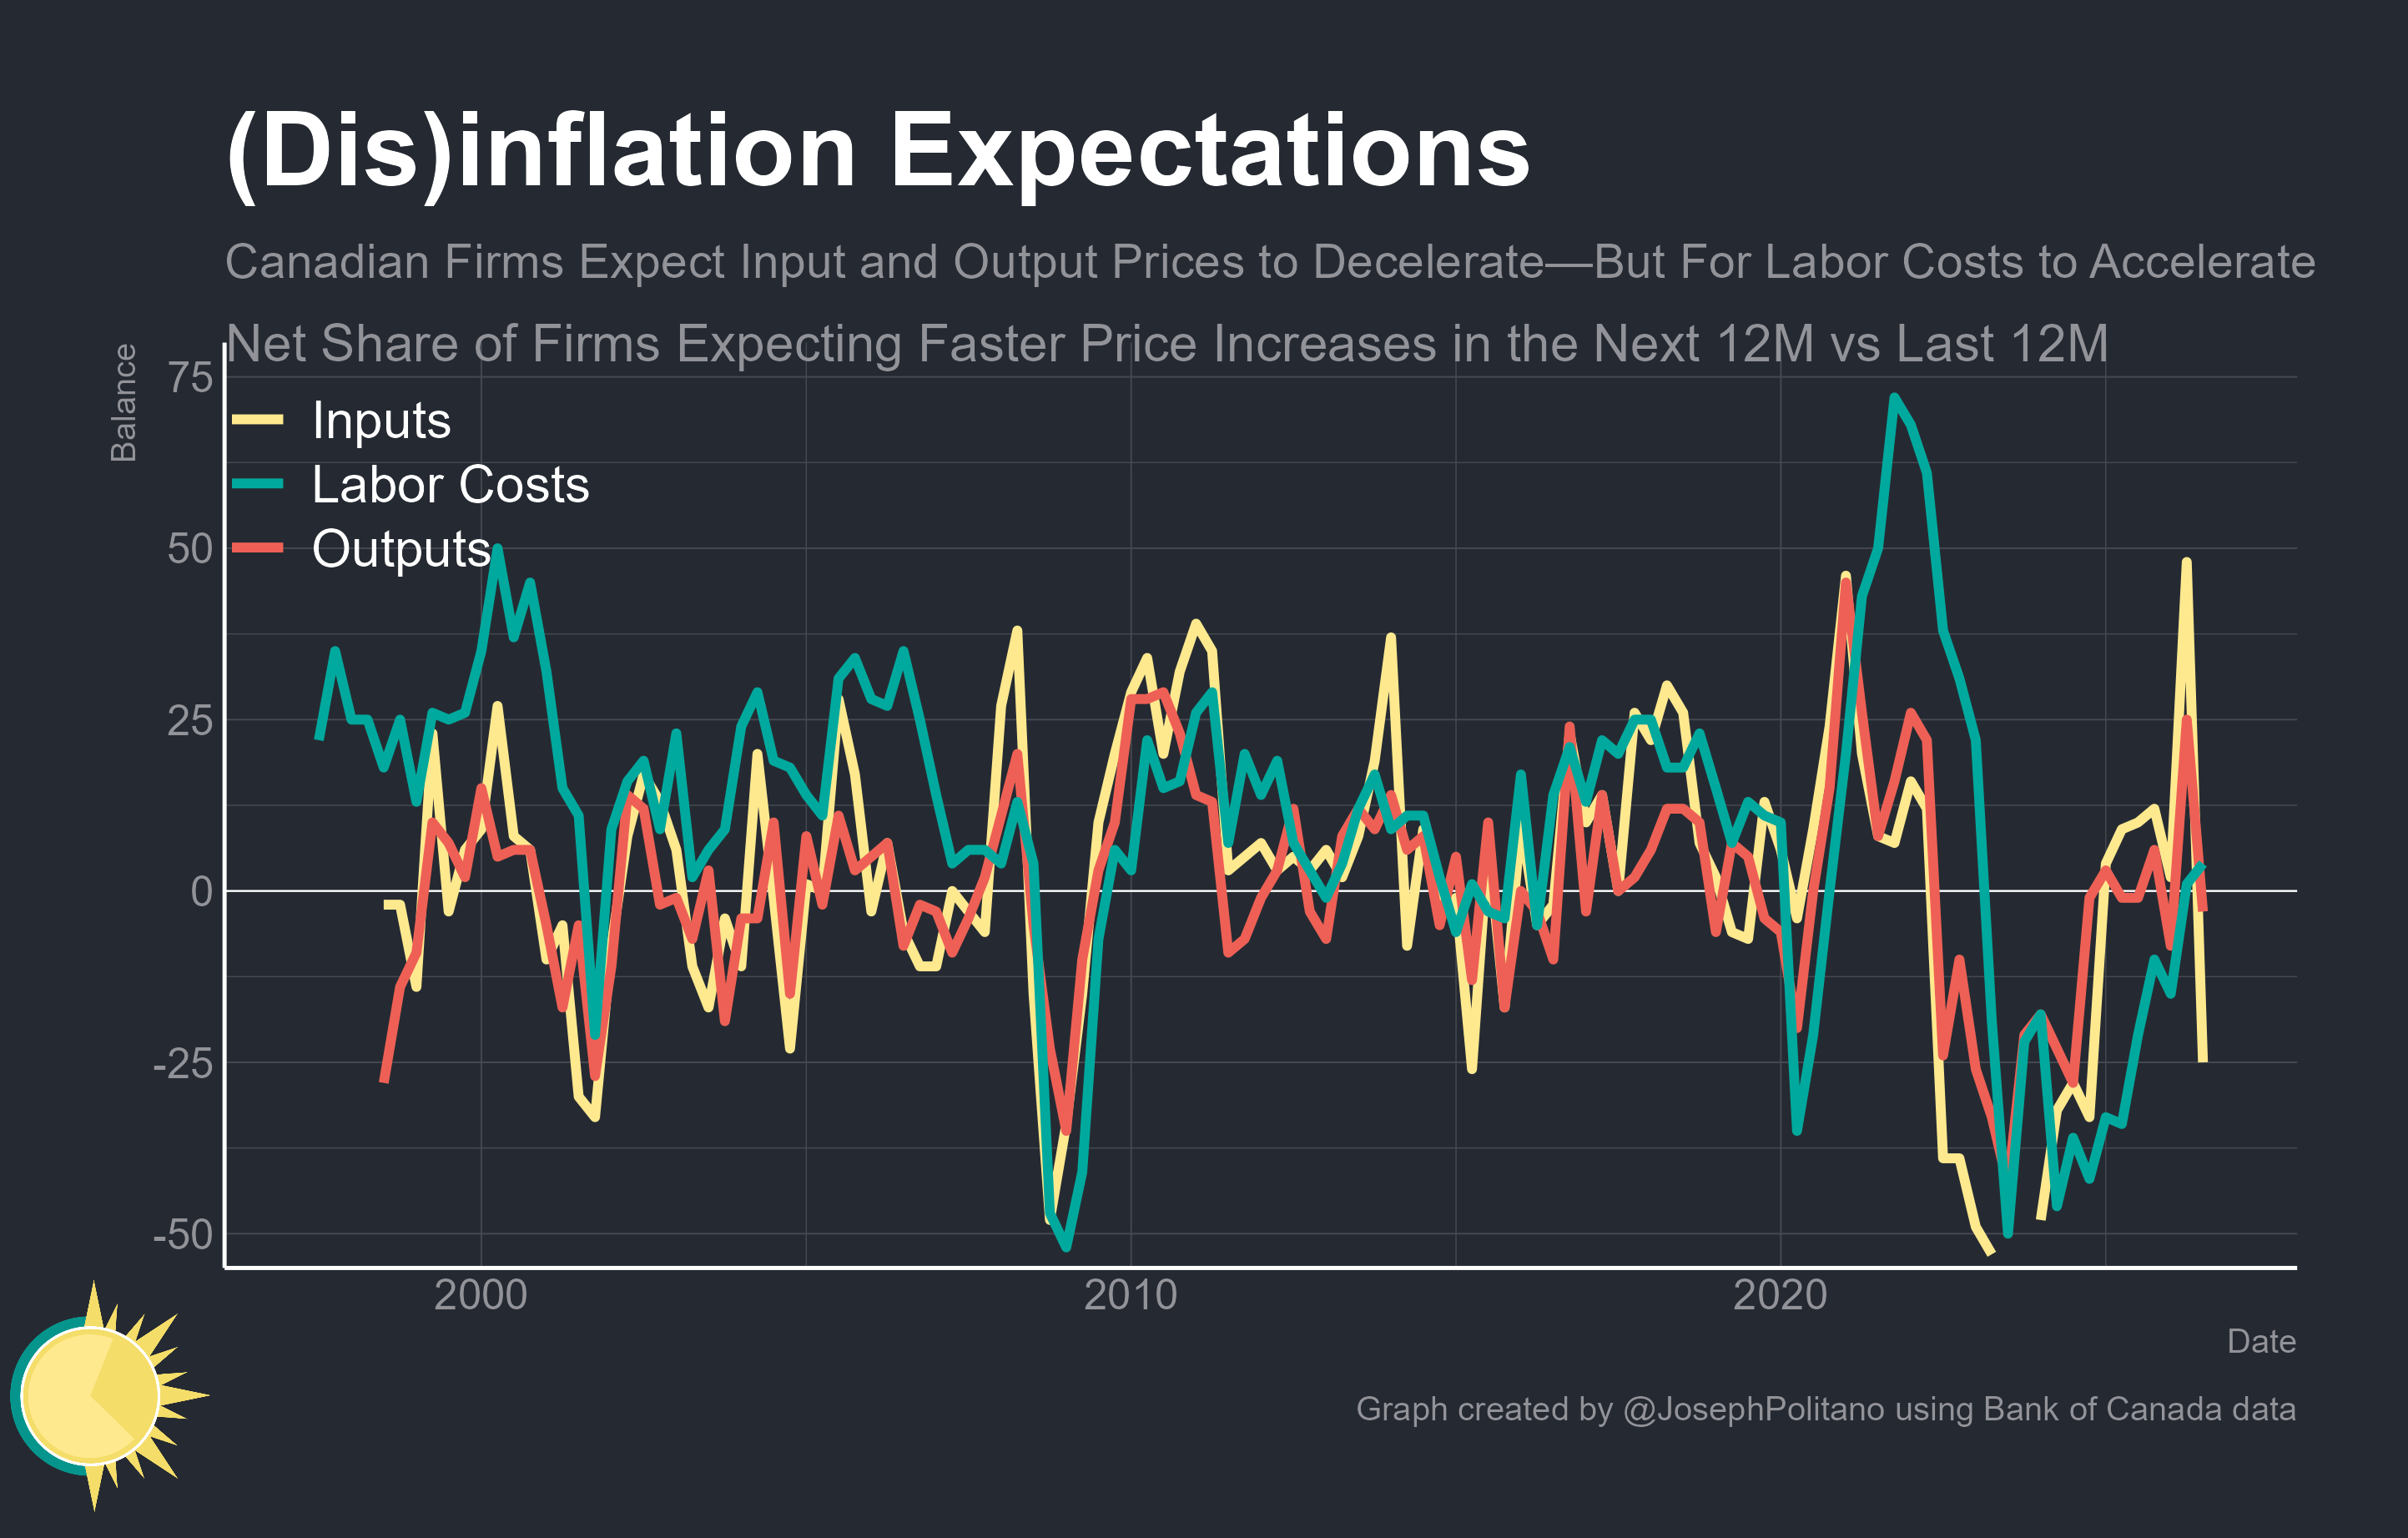 (Dis)inflation Expectations
Canadian Firms Expect Input and Output Prices to Decelerate—But For Labor Costs to Accelerate
Net Share of Firms Expecting Faster Price Increases in the Next 12M vs Last 12M
Balance
75
50
25
0
-25
-50
Inputs
Labor Costs
Outputs
2000
2010
2020
Date
Graph created by @JosephPolitano using Bank of Canada data